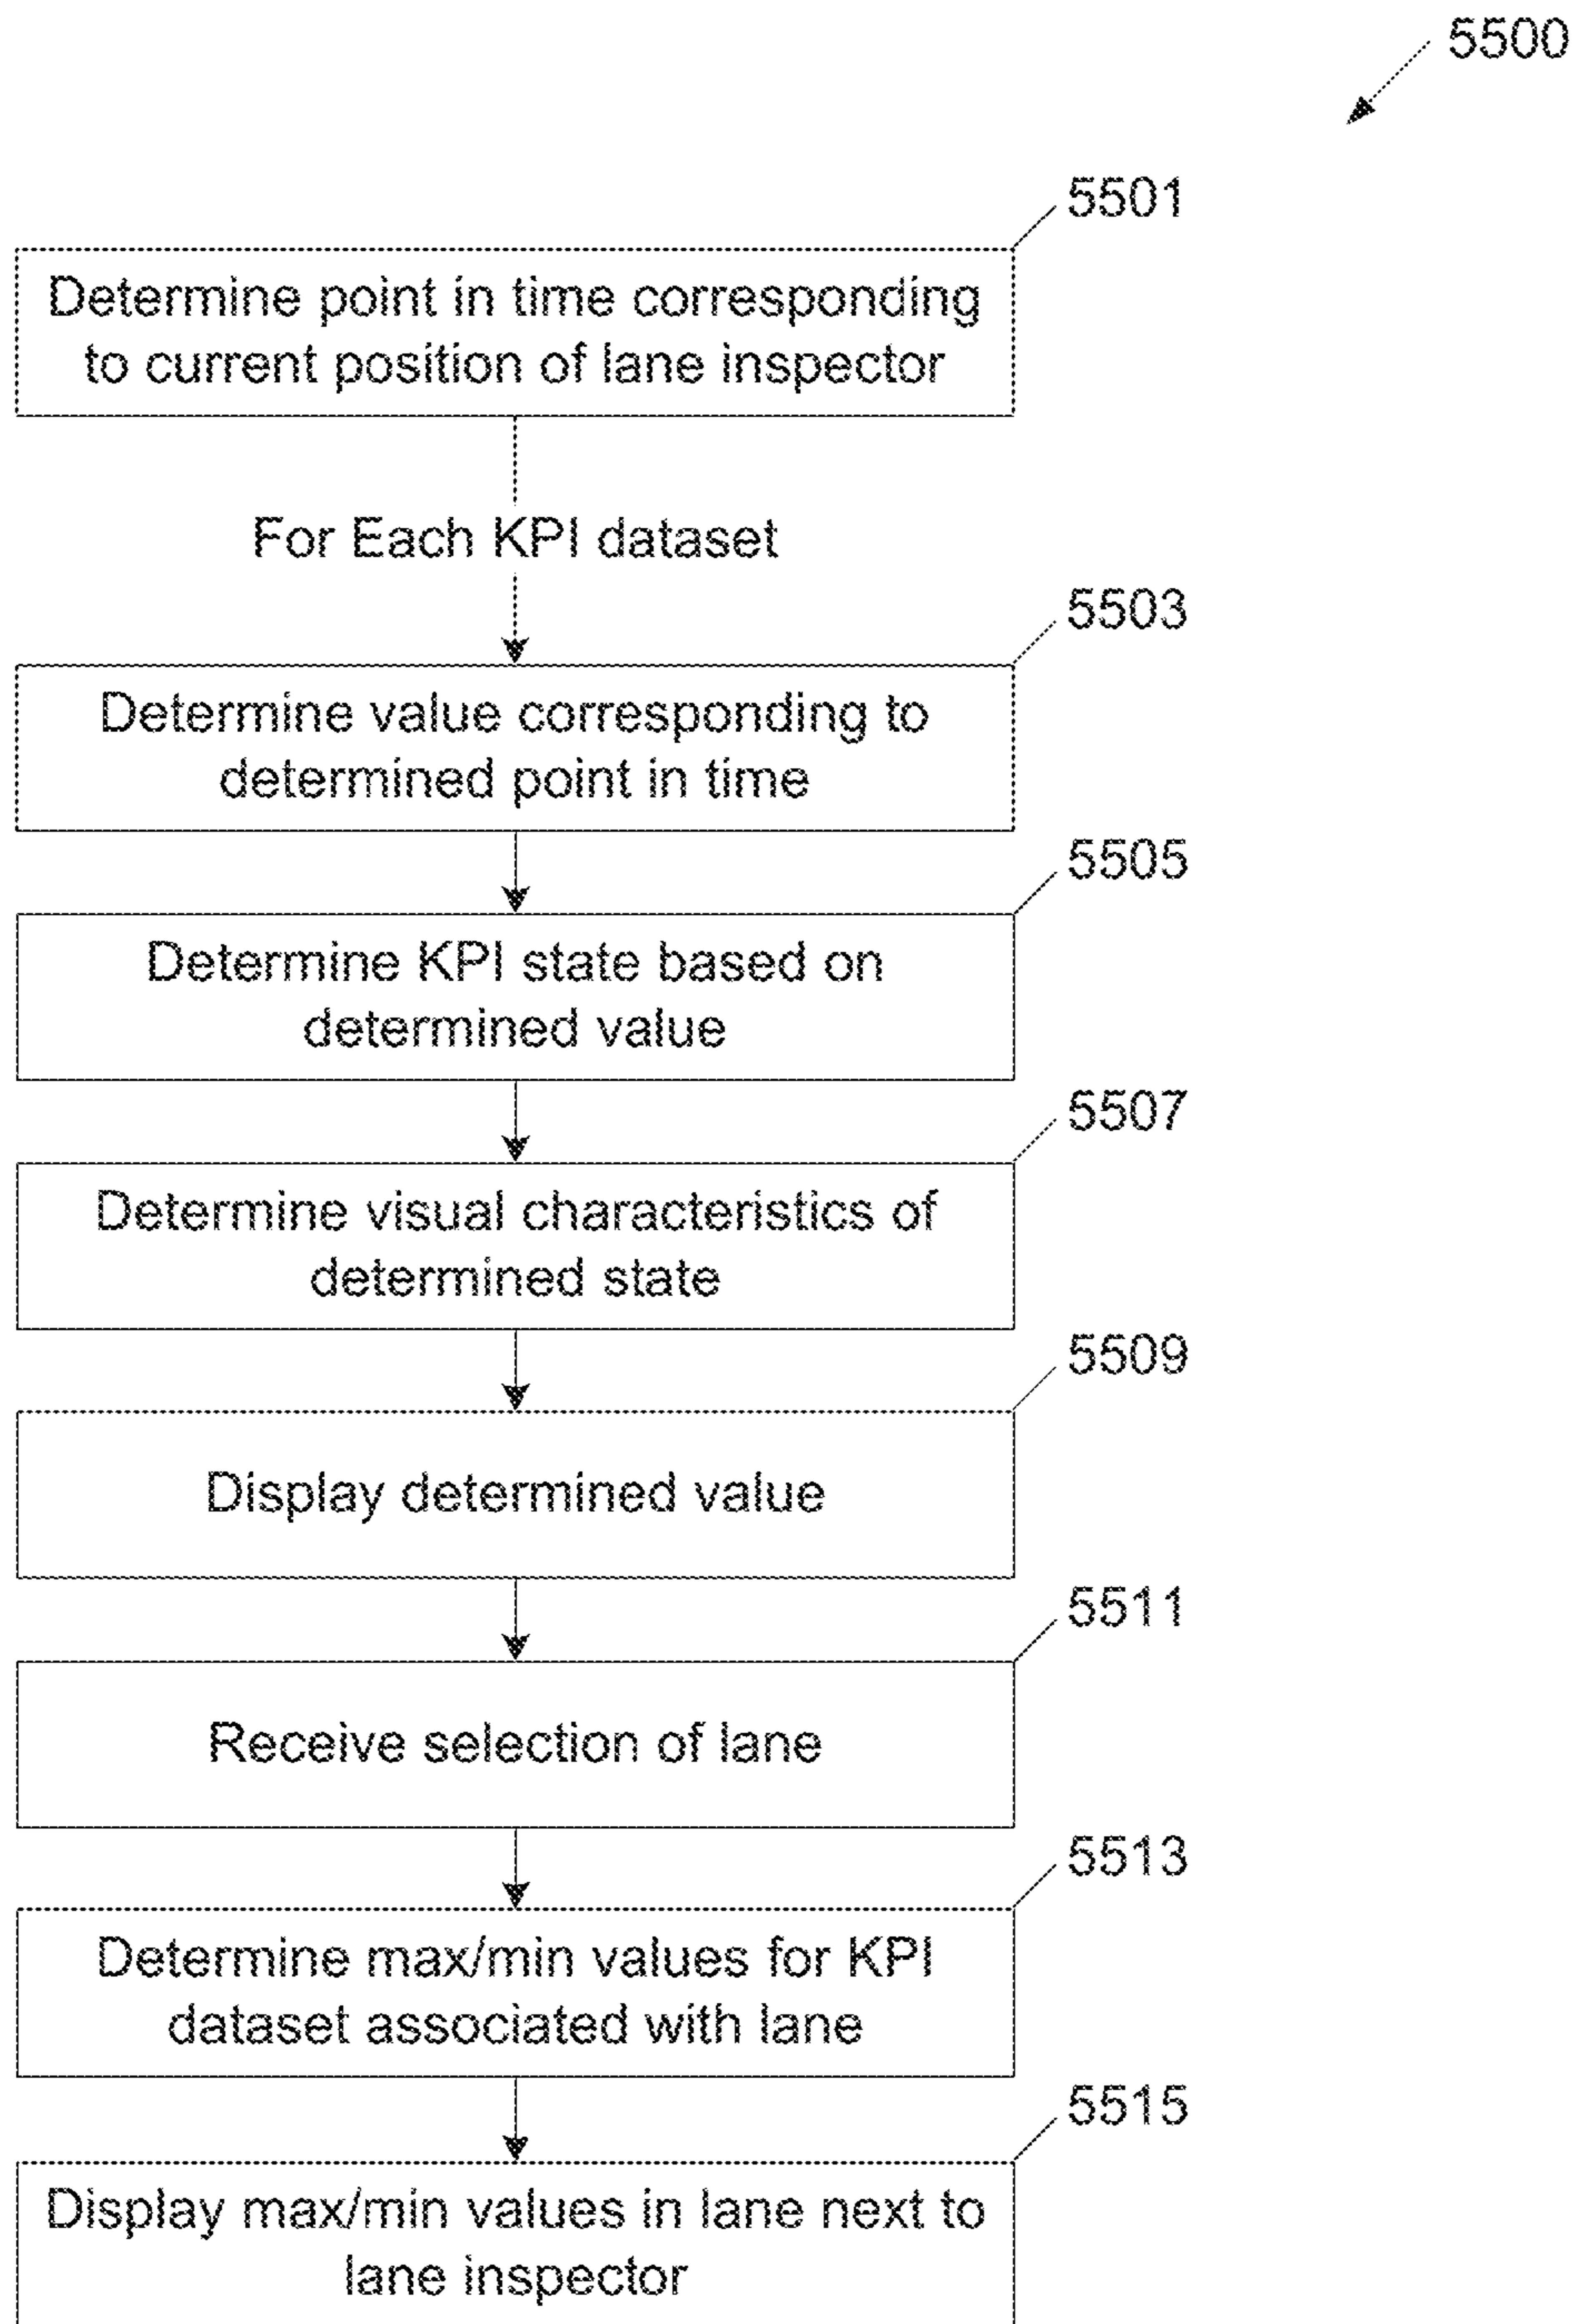 5500
5501
Determine point in time corresponding
to current position of lane inspector
For Each KPI dataset
5503
Determine value corresponding to
determined point in time
5505
Determine KPI state based on
determined value
5507
Determine visual characteristics of
determined state
5509
Display determined value
5511
Receive selection of lane
5513
Determine max/min values for KPI
dataset associated with lane
5515
Display max/min values in lane next to
lane inspector